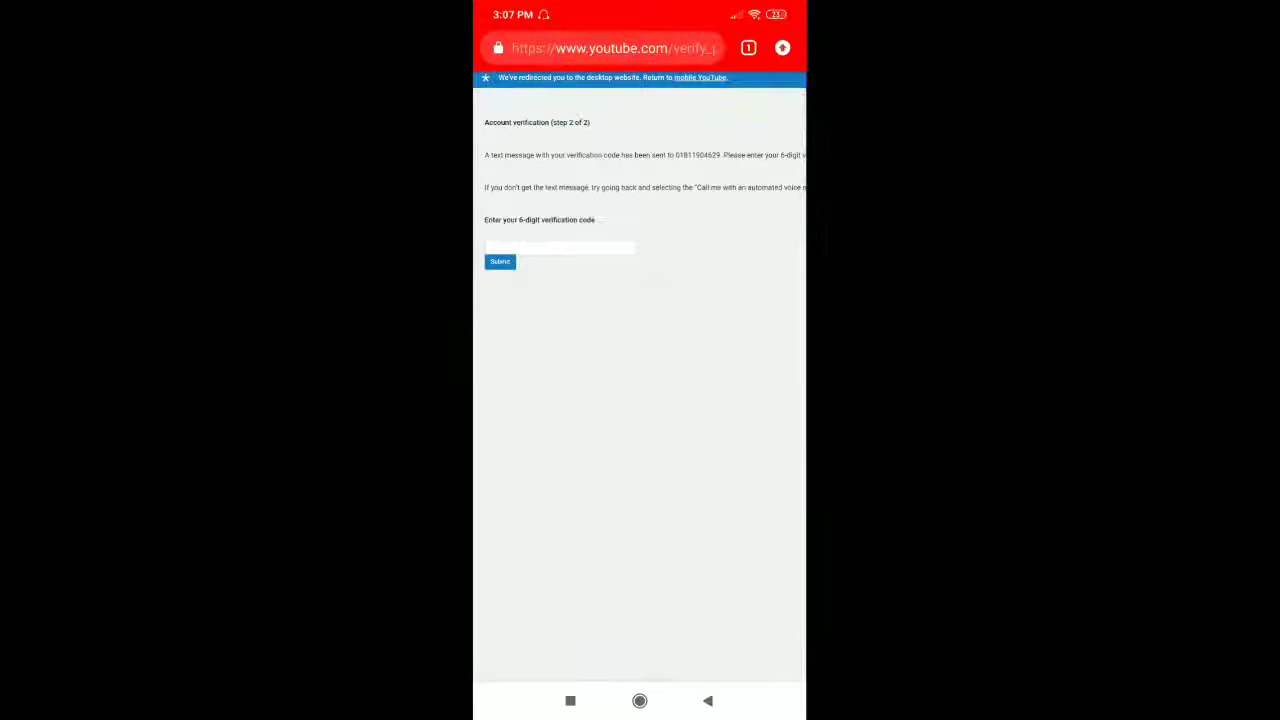 3:07 PM 23
https://www.youtube.com/verify_p 1
We've redirected you to the desktop website. Return to mobile YouTube.
Account verification (step 2 of 2)
A text message with your verification code has been sent to 01811904629. Please enter your 6-digit v
If you don't get the text message, try going back and selecting the "Call me with an automated voice
Enter your 6-digit verification code
Submit